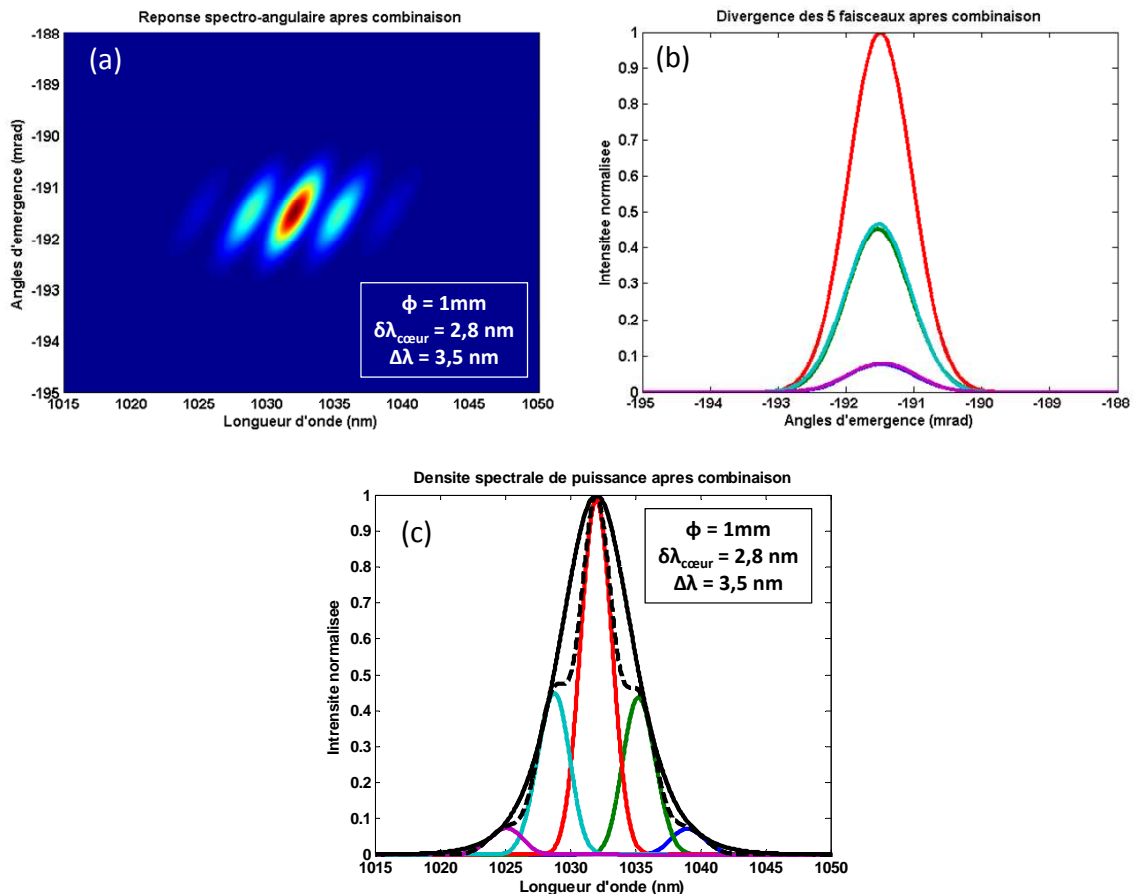 Reponse spectro-angulaire apres combinaison
(a)
Angles d'emergence (mrad)
-188
-189
-190
-191
-192
-193
-194
-195
ϕ = 1mm
δλcœur = 2,8 nm
Δλ = 3,5 nm
1015 1020 1025 1030 1035 1040 1045 1050
Longueur d'onde (nm)
Divergence des 5 faisceaux apres combinaison
(b)
Intensitee normalisee
1
0.9
0.8
0.7
0.6
0.5
0.4
0.3
0.2
0.1
0
-195 -194 -193 -192 -191 -190 -189 -188
Angles d'emergence (mrad)
Densite spectrale de puissance apres combinaison
(c)
Intrensite normalisee
1
0.9
0.8
0.7
0.6
0.5
0.4
0.3
0.2
0.1
0
ϕ = 1mm
δλcœur = 2,8 nm
Δλ = 3,5 nm
1015 1020 1025 1030 1035 1040 1045 1050
Longueur d'onde (nm)